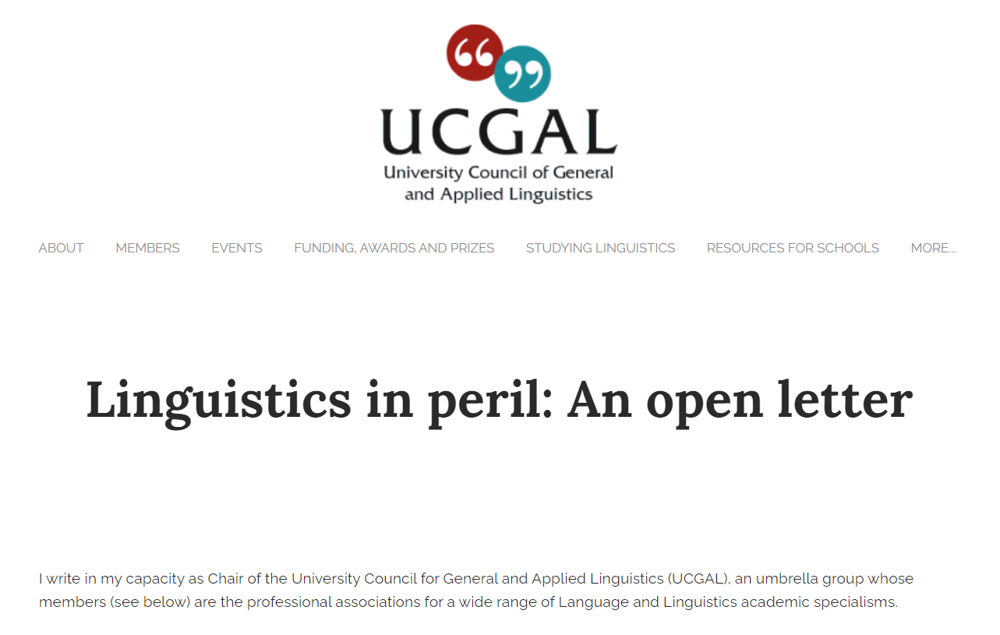 “ ”
UCGAL
University Council of General
and Applied Linguistics
ABOUT MEMBERS EVENTS FUNDING, AWARDS AND PRIZES STUDYING LINGUISTICS RESOURCES FOR SCHOOLS MORE...
Linguistics in peril: An open letter
I write in my capacity as Chair of the University Council for General and Applied Linguistics (UCGAL), an umbrella group whose
members (see below) are the professional associations for a wide range of Language and Linguistics academic specialisms.